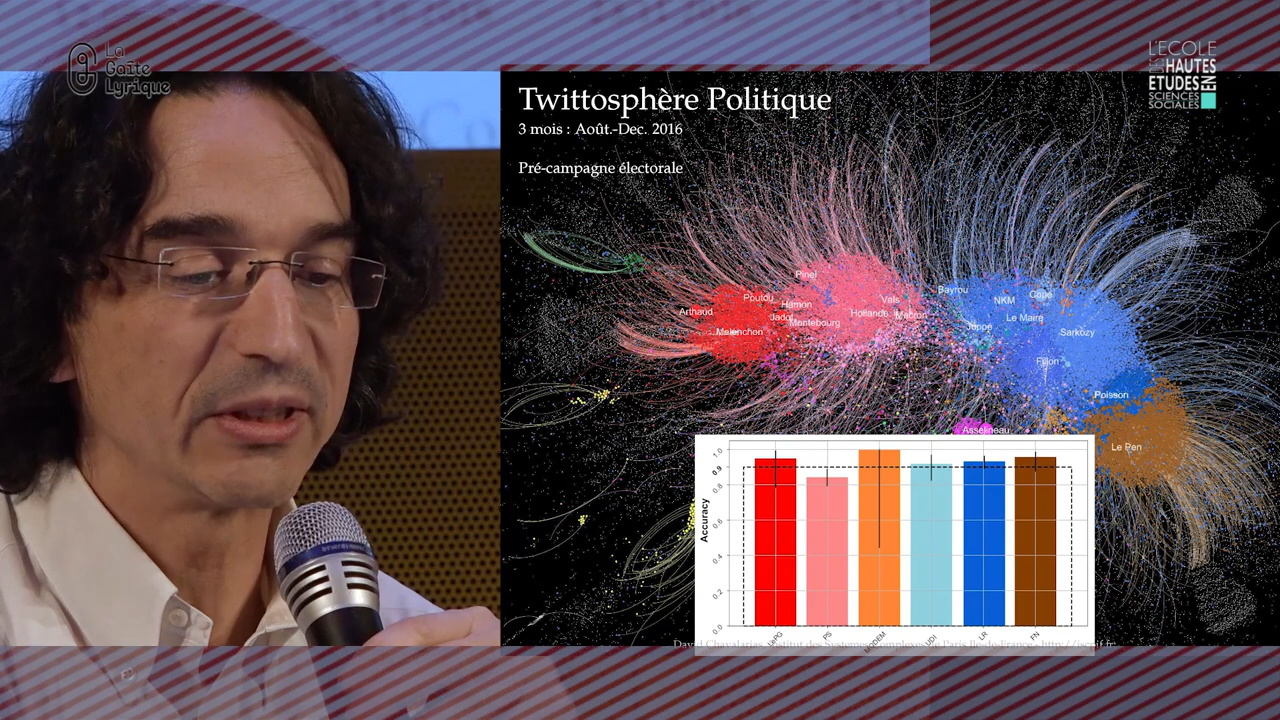 La
Gaîte
Lyrique
L'ECOLE
DES HAUTES
ETUDES EN
SCIENCES
SOCIALES
Twittosphère Politique
3 mois : Août.-Dec. 2016
Pré-campagne électorale
Pinel
Poutou
Hamon
Arthaud
Jadot
Montebourg
Melenchon
Vals
Hollande
Macron
Bayrou
NKM
Copé
Le Maire
Juppé
Sarkozy
Fillon
Poisson
Asselineau
Le Pen
Accuracy
1.0
0.9
0.8
0.6
0.4
0.2
0.0
PS
MODEM
UDI
LR
FN